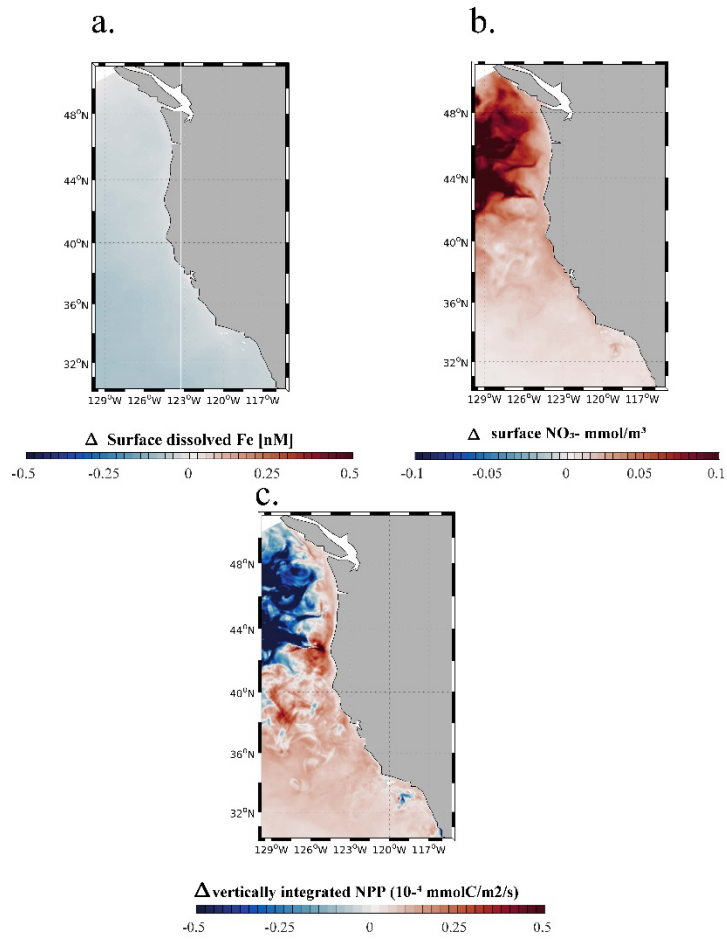 a.
b.
48°N
44°N
40°N
36°N
32°N
129°W 126°W 123°W 120°W 117°W
48°N
44°N
40°N
36°N
32°N
129°W 126°W 123°W 120°W 117°W
Δ Surface dissolved Fe [nM]
-0.5 -0.25 0 0.25 0.5
Δ surface NO₃- mmol/m³
-0.1 -0.05 0 0.05 0.1
c.
48°N
44°N
40°N
36°N
32°N
129°W 126°W 123°W 120°W 117°W
Δvertically integrated NPP (10-⁴ mmolC/m2/s)
-0.5 -0.25 0 0.25 0.5